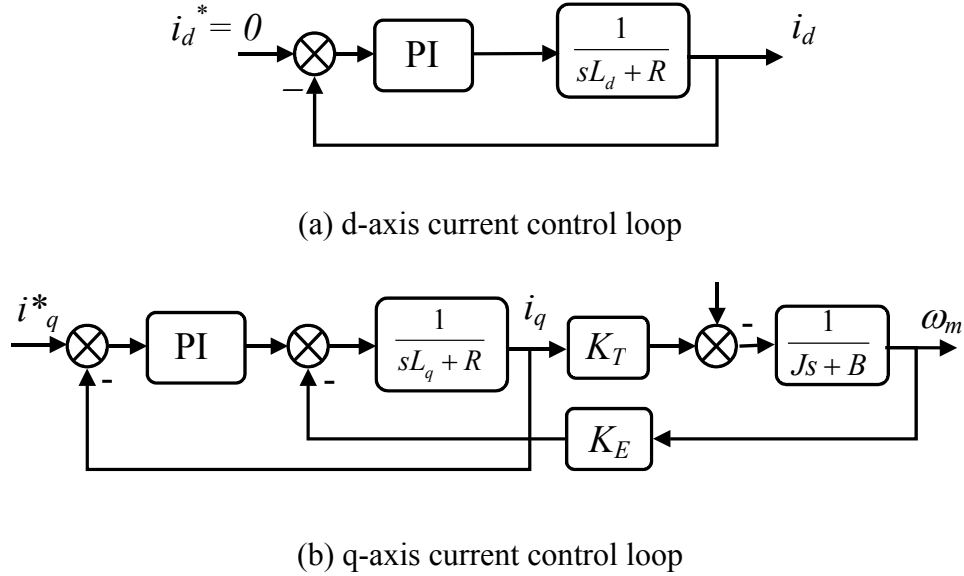 i_d^* = 0
PI
1
sL_d + R
i_d
−
(a) d-axis current control loop
i*_q
PI
1
sL_q + R
i_q
K_T
-
1
Js + B
ω_m
-
-
K_E
(b) q-axis current control loop